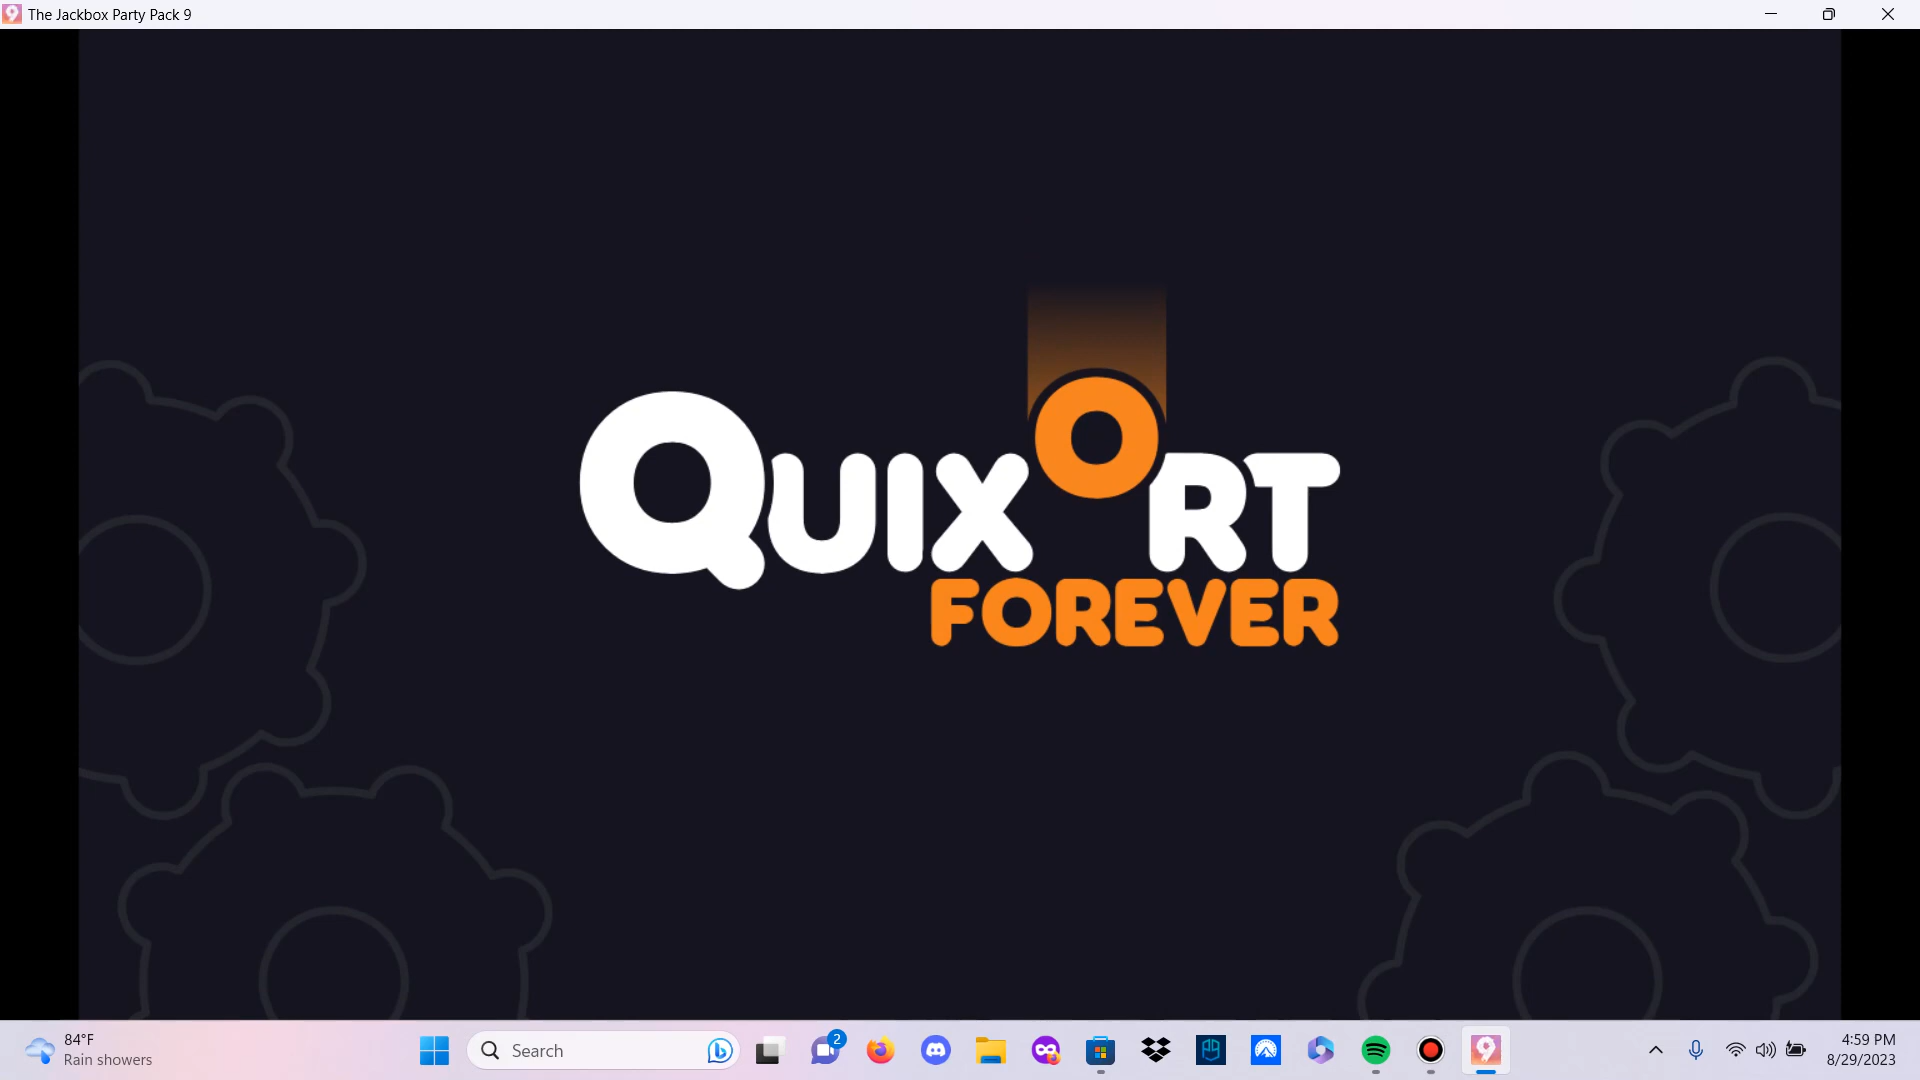 The Jackbox Party Pack 9
QUIXORT
FOREVER
84°F
Rain showers
Search
2
4:59 PM
8/29/2023